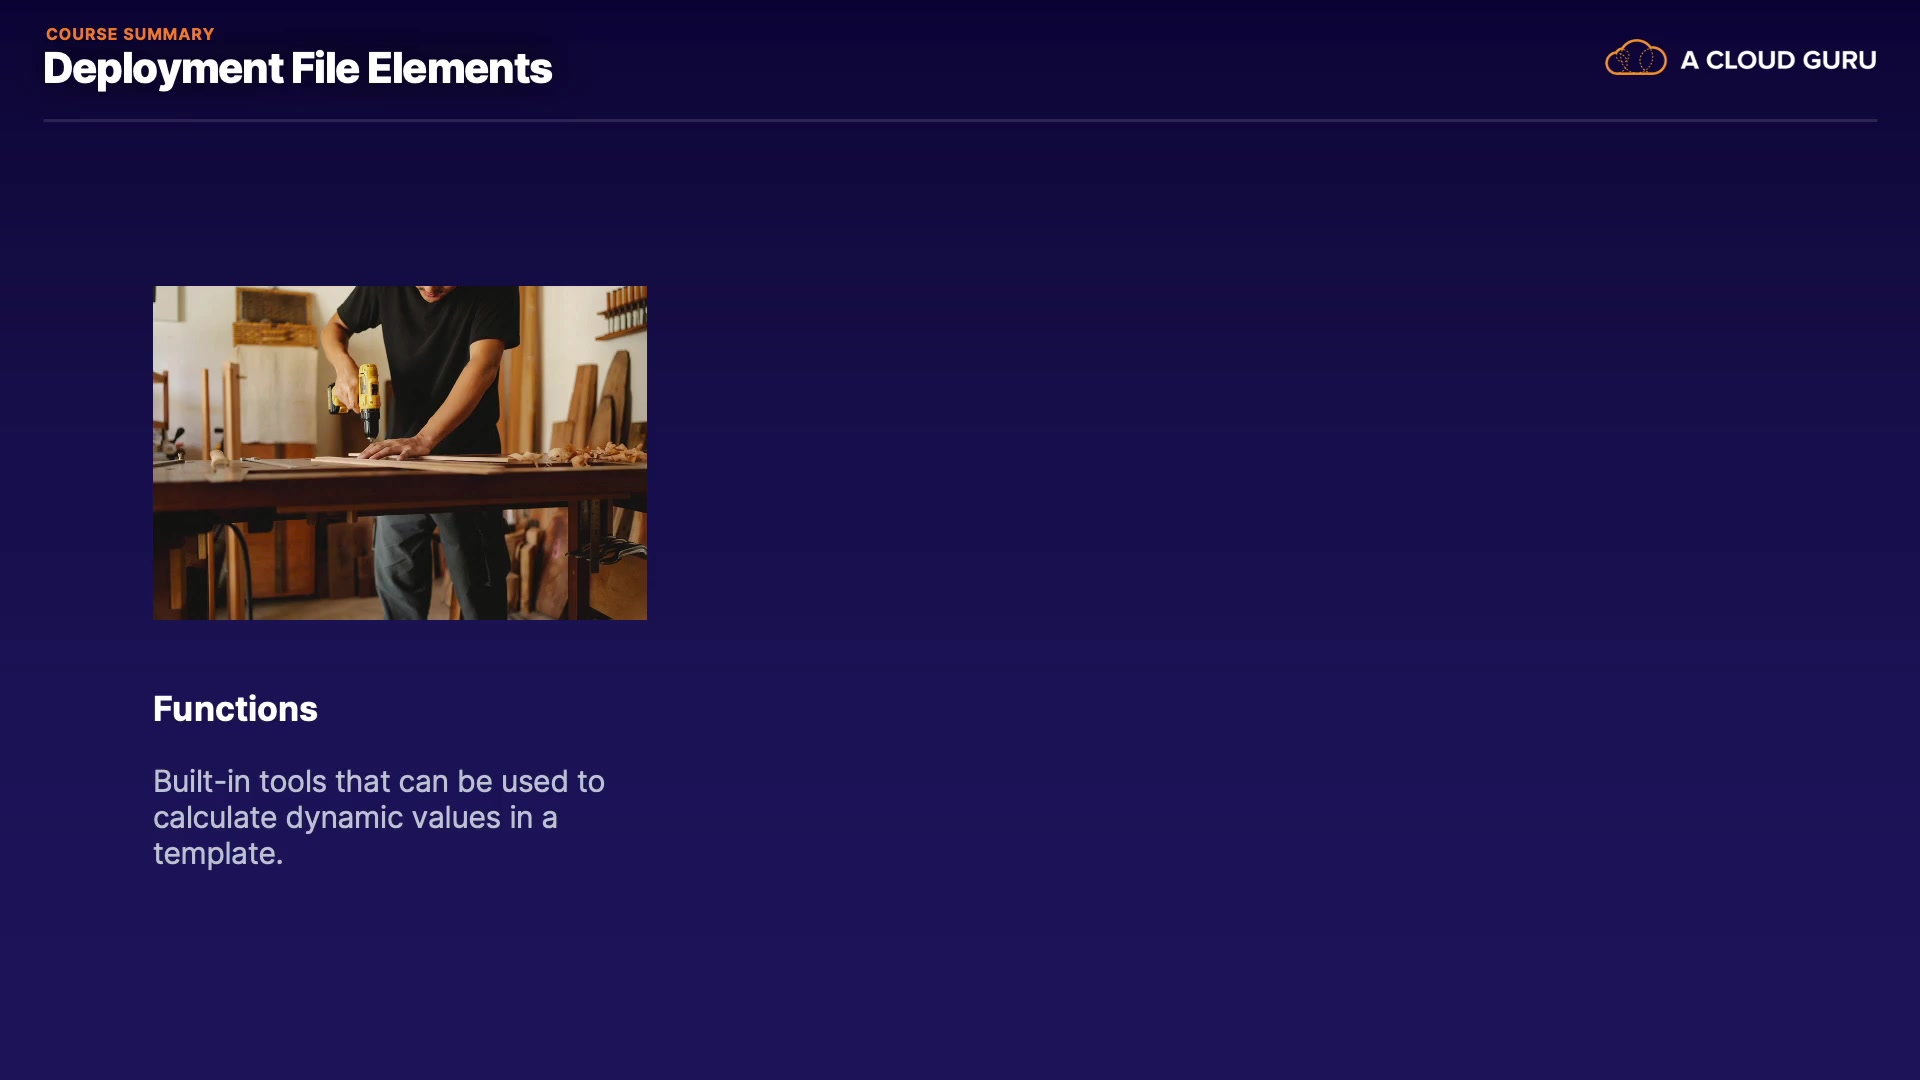 COURSE SUMMARY
Deployment File Elements
A CLOUD GURU
Functions
Built-in tools that can be used to
calculate dynamic values in a
template.